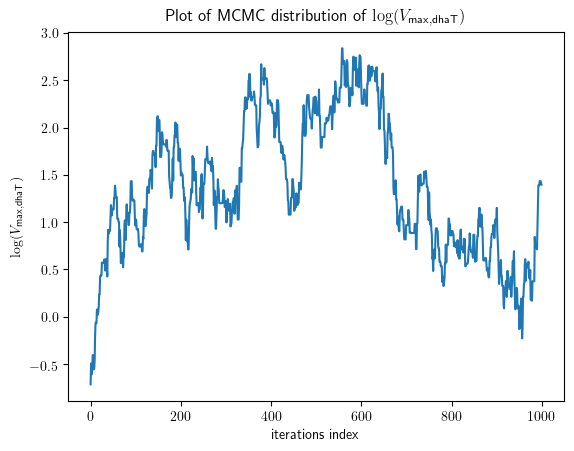 Plot of MCMC distribution of log(V_max,dhaT)
log(V_max,dhaT)
3.0
2.5
2.0
1.5
1.0
0.5
0.0
−0.5
0 200 400 600 800 1000
iterations index